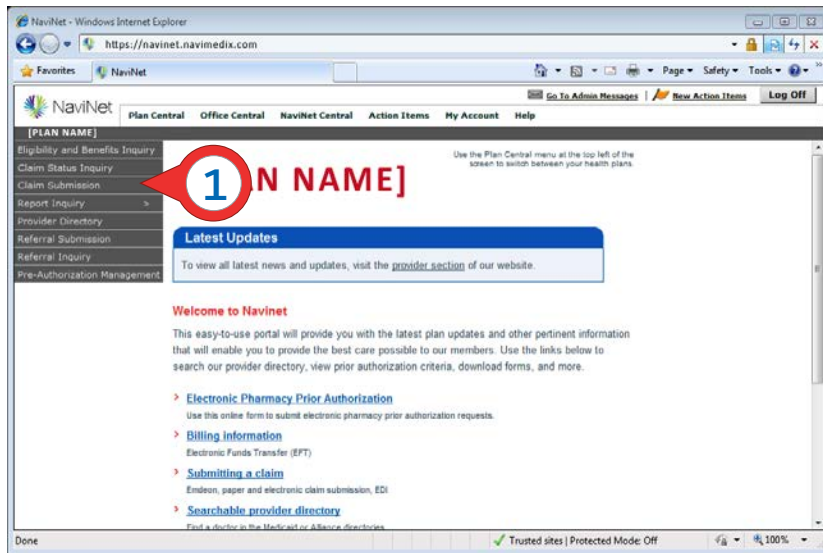 NaviNet - Windows Internet Explorer
https://navinet.navimedix.com
Favorites NaviNet Page Safety Tools
Go To Admin Messages | New Action Items Log Off
NaviNet Plan Central Office Central NaviNet Central Action Items My Account Help
[PLAN NAME]
Eligibility and Benefits Inquiry
Claim Status Inquiry
Claim Submission
Report Inquiry >
Provider Directory
Referral Submission
Referral Inquiry
Pre-Authorization Management
1
N NAME]
Use the Plan Central menu at the top left of the
screen to switch between your health plans.
Latest Updates
To view all latest news and updates, visit the provider section of our website.
Welcome to Navinet
This easy-to-use portal will provide you with the latest plan updates and other pertinent information
that will enable you to provide the best care possible to our members. Use the links below to
search our provider directory, view prior authorization criteria, download forms, and more.
> Electronic Pharmacy Prior Authorization
Use this online form to submit electronic pharmacy prior authorization requests.
> Billing information
Electronic Funds Transfer (EFT)
> Submitting a claim
Emdeon, paper and electronic claim submission, EDI
> Searchable provider directory
Find a doctor in the Medicaid or Alliance directories
Done Trusted sites | Protected Mode: Off 100%